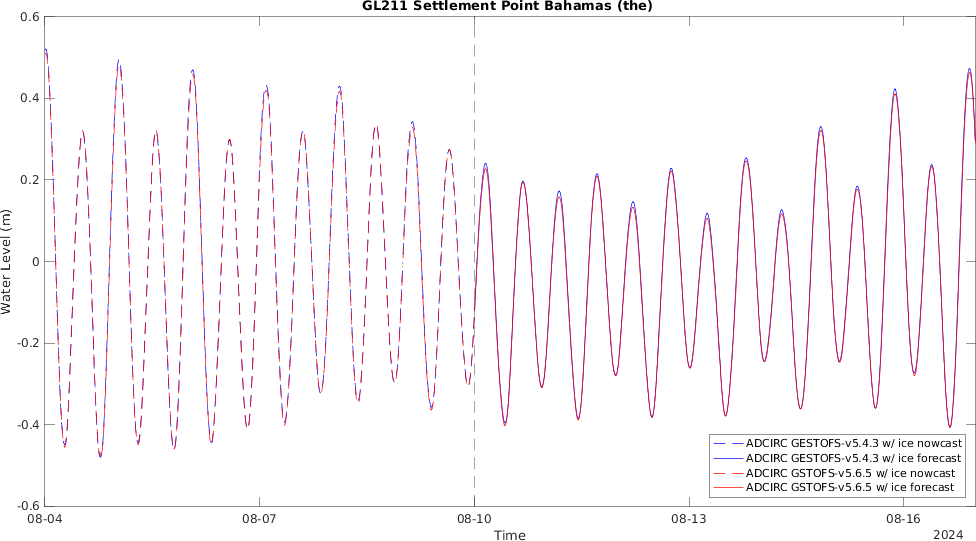 GL211 Settlement Point Bahamas (the)
0.6
0.4
0.2
0
-0.2
-0.4
-0.6
Water Level (m)
08-04
08-07
08-10
08-13
08-16
Time
2024
ADCIRC GESTOFS-v5.4.3 w/ ice nowcast
ADCIRC GESTOFS-v5.4.3 w/ ice forecast
ADCIRC GSTOFS-v5.6.5 w/ ice nowcast
ADCIRC GSTOFS-v5.6.5 w/ ice forecast